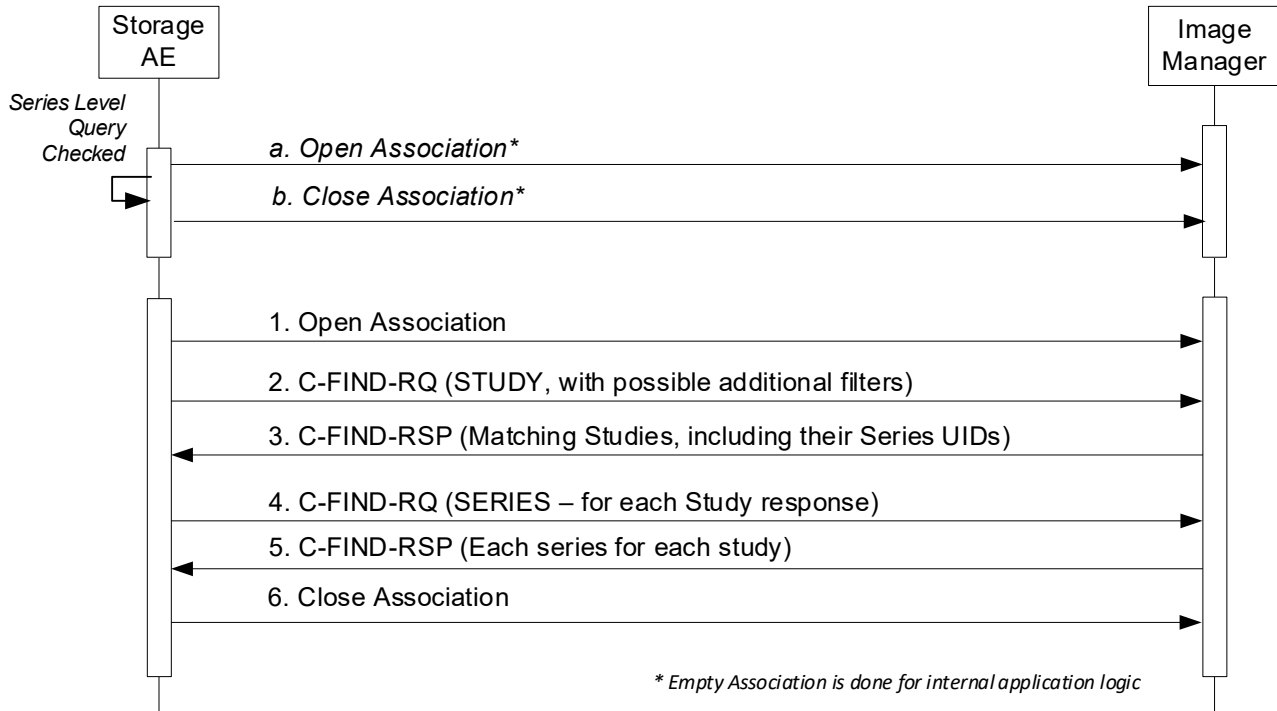 Storage
AE
Image
Manager
Series Level
Query
Checked
a. Open Association*
b. Close Association*
1. Open Association
2. C-FIND-RQ (STUDY, with possible additional filters)
3. C-FIND-RSP (Matching Studies, including their Series UIDs)
4. C-FIND-RQ (SERIES – for each Study response)
5. C-FIND-RSP (Each series for each study)
6. Close Association
* Empty Association is done for internal application logic